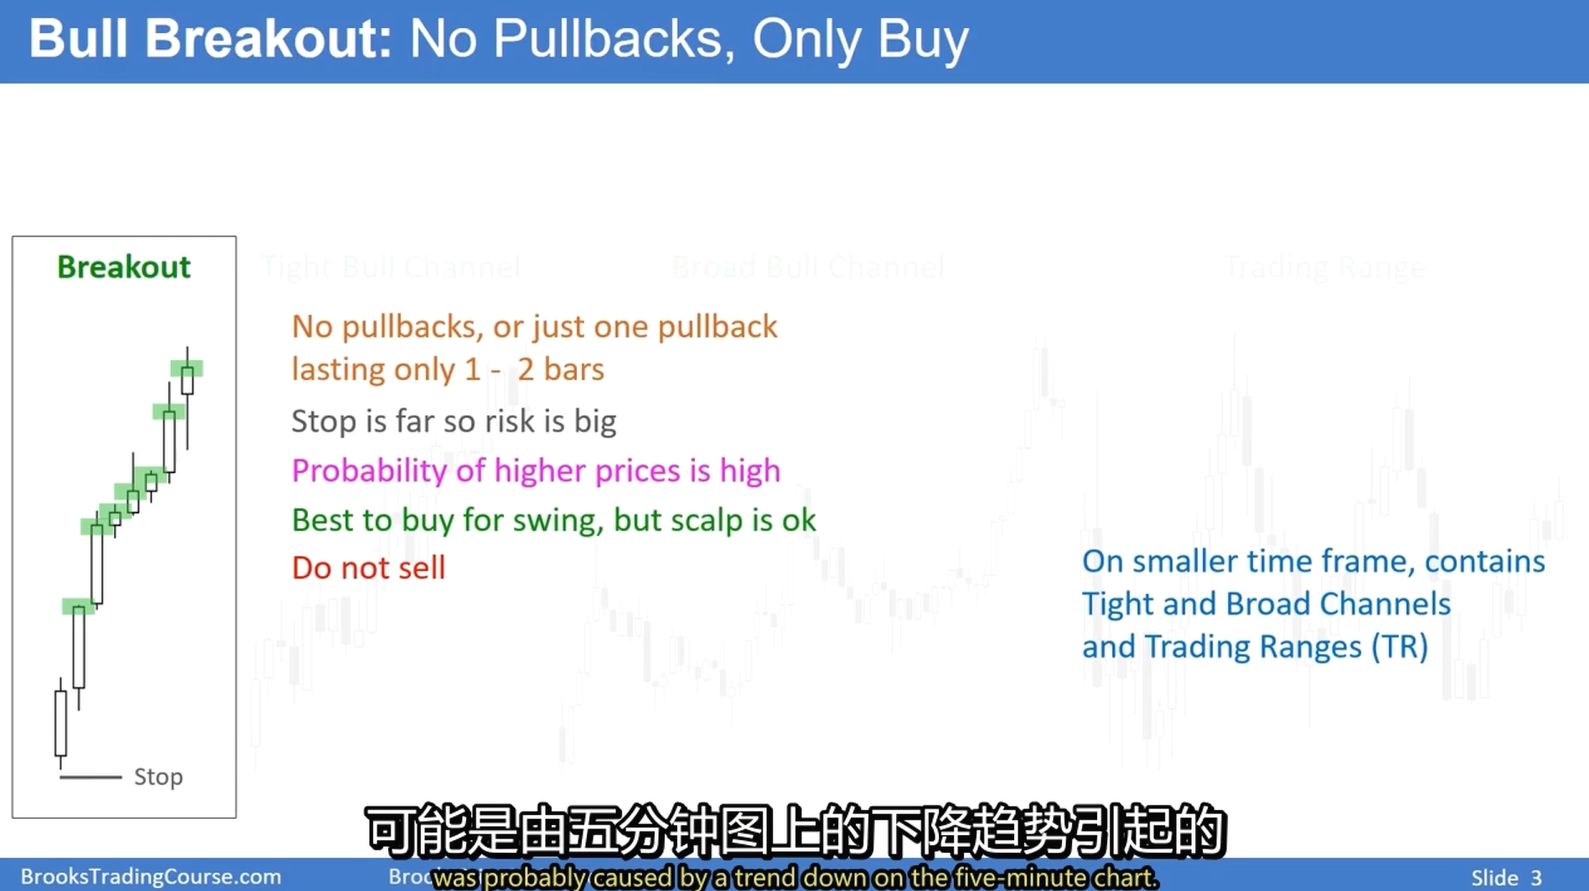 Bull Breakout: No Pullbacks, Only Buy
Breakout
Tight Bull Channel
Broad Bull Channel
Trading Range
No pullbacks, or just one pullback
lasting only 1 - 2 bars
Stop is far so risk is big
Probability of higher prices is high
Best to buy for swing, but scalp is ok
Do not sell
On smaller time frame, contains
Tight and Broad Channels
and Trading Ranges (TR)
Stop
可能是由五分钟图上的下降趋势引起的
BrooksTradingCourse.com
was probably caused by a trend down on the five-minute chart.
Slide 3